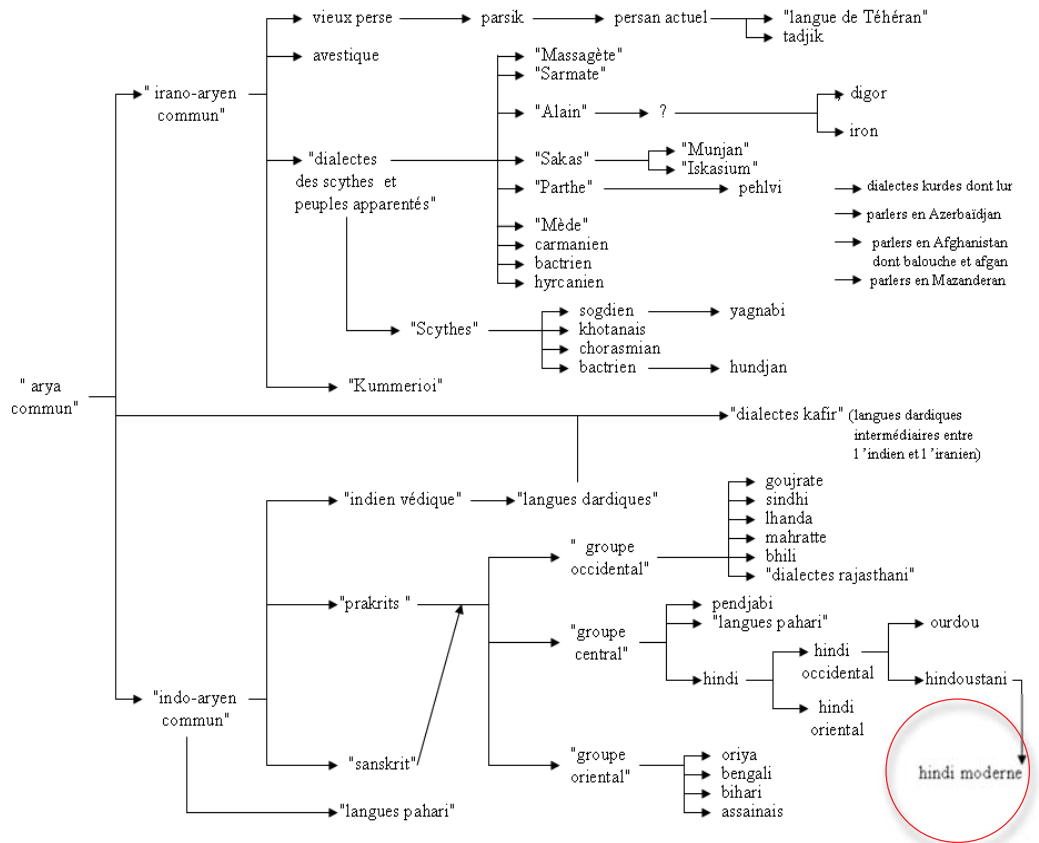 vieux perse
parsik
persan actuel
"langue de Téhéran"
tadjik
avestique
"Massagète"
"Sarmate"
" irano-aryen
commun"
"Alain"
?
digor
iron
"dialectes
des scythes et
peuples apparentés"
"Sakas"
"Munjan"
"Iskasium"
"Parthe"
pehlvi
dialectes kurdes dont lur
parlers en Azerbaïdjan
parlers en Afghanistan
dont balouche et afgan
parlers en Mazanderan
"Mède"
carmanien
bactrien
hyrcanien
"Scythes"
sogdien
yagnabi
khotanais
chorasmian
bactrien
hundjan
"Kummerioi"
" arya
commun"
"dialectes kafir" (langues dardiques
intermédiaires entre
l 'indien et l 'iranien)
"indien védique"
"langues dardiques"
goujrate
sindhi
lhanda
mahratte
bhili
"dialectes rajasthani"
" groupe
occidental"
"prakrits "
"groupe
central"
pendjabi
"langues pahari"
hindi
hindi
occidental
ourdou
hindoustani
hindi
oriental
hindi moderne
"indo-aryen
commun"
"sanskrit"
"groupe
oriental"
oriya
bengali
bihari
assainais
"langues pahari"